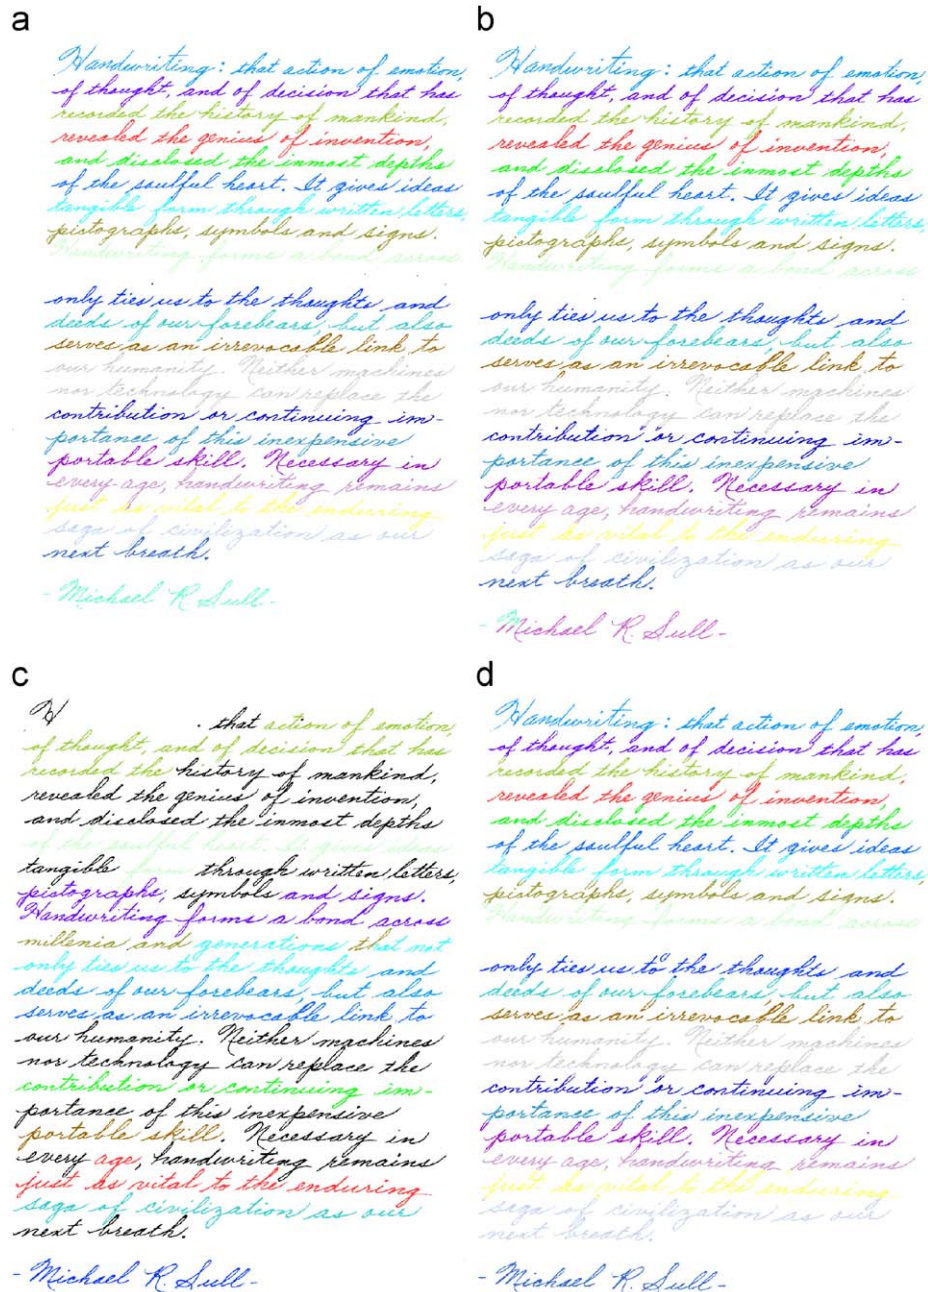 a
Handwriting: that action of emotion,
of thought, and of decision that has
recorded the history of mankind,
revealed the genius of invention,
and disclosed the inmost depths
of the soulful heart. It gives ideas
tangible form through written letters,
pictographs, symbols and signs.
Handwriting forms a bond across
only ties us to the thoughts and
deeds of our forebears, but also
serves as an irrevocable link to
our humanity. Neither machines
nor technology can replace the
contribution or continuing im-
portance of this inexpensive
portable skill. Necessary in
every age, handwriting remains
just as vital to the enduring
saga of civilization as our
next breath.
- Michael R. Sull -
b
Handwriting: that action of emotion,
of thought, and of decision that has
recorded the history of mankind,
revealed the genius of invention,
and disclosed the inmost depths
of the soulful heart. It gives ideas
tangible form through written letters,
pictographs, symbols and signs.
Handwriting forms a bond across
only ties us to the thoughts and
deeds of our forebears, but also
serves as an irrevocable link to
our humanity. Neither machines
nor technology can replace the
contribution or continuing im-
portance of this inexpensive
portable skill. Necessary in
every age, handwriting remains
just as vital to the enduring
saga of civilization as our
next breath.
- Michael R. Sull -
c
H . that action of emotion,
of thought, and of decision that has
recorded the history of mankind,
revealed the genius of invention,
and disclosed the inmost depths
of the soulful heart. It gives ideas
tangible form through written letters,
pictographs, symbols and signs.
Handwriting forms a bond across
millenia and generations that not
only ties us to the thoughts and
deeds of our forebears, but also
serves as an irrevocable link to
our humanity. Neither machines
nor technology can replace the
contribution or continuing im-
portance of this inexpensive
portable skill. Necessary in
every age, handwriting remains
just as vital to the enduring
saga of civilization as our
next breath.
- Michael R. Sull -
d
Handwriting: that action of emotion,
of thought, and of decision that has
recorded the history of mankind,
revealed the genius of invention,
and disclosed the inmost depths
of the soulful heart. It gives ideas
tangible form through written letters,
pictographs, symbols and signs.
Handwriting forms a bond across
only ties us to the thoughts and
deeds of our forebears, but also
serves as an irrevocable link to
our humanity. Neither machines
nor technology can replace the
contribution or continuing im-
portance of this inexpensive
portable skill. Necessary in
every age, handwriting remains
just as vital to the enduring
saga of civilization as our
next breath.
- Michael R. Sull -